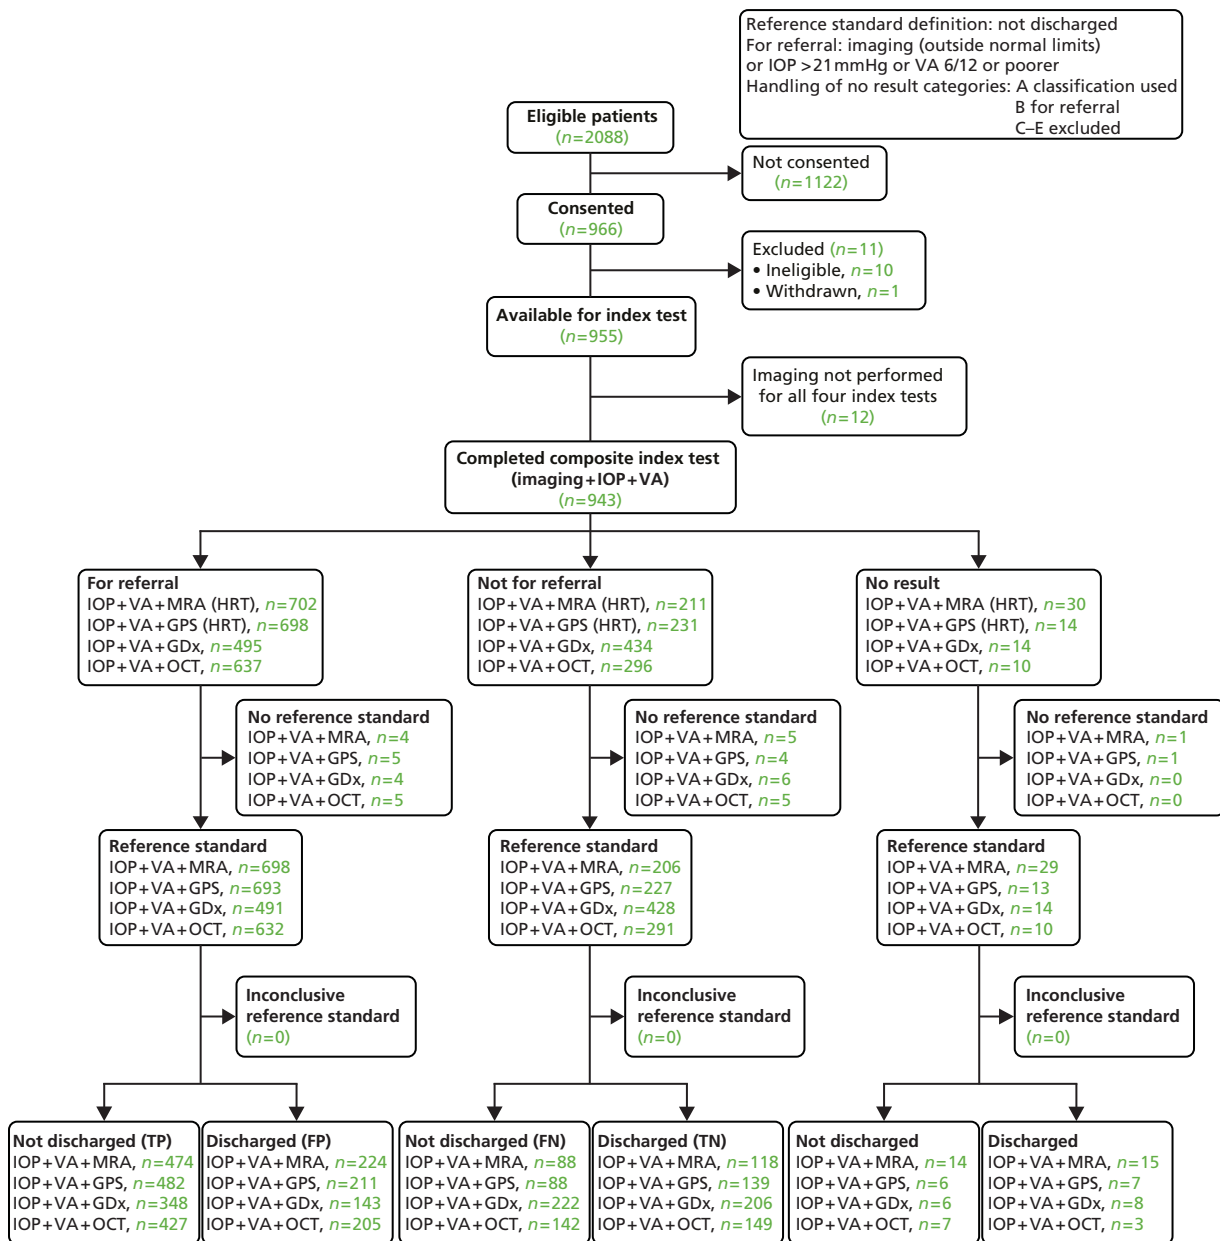 Reference standard definition: not discharged
For referral: imaging (outside normal limits)
or IOP >21 mmHg or VA 6/12 or poorer
Handling of no result categories: A classification used
B for referral
C–E excluded
Eligible patients
(n=2088)
Not consented
(n=1122)
Consented
(n=966)
Excluded (n=11)
• Ineligible, n=10
• Withdrawn, n=1
Available for index test
(n=955)
Imaging not performed
for all four index tests
(n=12)
Completed composite index test
(imaging+IOP+VA)
(n=943)
For referral
IOP+VA+MRA (HRT), n=702
IOP+VA+GPS (HRT), n=698
IOP+VA+GDx, n=495
IOP+VA+OCT, n=637
Not for referral
IOP+VA+MRA (HRT), n=211
IOP+VA+GPS (HRT), n=231
IOP+VA+GDx, n=434
IOP+VA+OCT, n=296
No result
IOP+VA+MRA (HRT), n=30
IOP+VA+GPS (HRT), n=14
IOP+VA+GDx, n=14
IOP+VA+OCT, n=10
No reference standard
IOP+VA+MRA, n=4
IOP+VA+GPS, n=5
IOP+VA+GDx, n=4
IOP+VA+OCT, n=5
No reference standard
IOP+VA+MRA, n=5
IOP+VA+GPS, n=4
IOP+VA+GDx, n=6
IOP+VA+OCT, n=5
No reference standard
IOP+VA+MRA, n=1
IOP+VA+GPS, n=1
IOP+VA+GDx, n=0
IOP+VA+OCT, n=0
Reference standard
IOP+VA+MRA, n=698
IOP+VA+GPS, n=693
IOP+VA+GDx, n=491
IOP+VA+OCT, n=632
Reference standard
IOP+VA+MRA, n=206
IOP+VA+GPS, n=227
IOP+VA+GDx, n=428
IOP+VA+OCT, n=291
Reference standard
IOP+VA+MRA, n=29
IOP+VA+GPS, n=13
IOP+VA+GDx, n=14
IOP+VA+OCT, n=10
Inconclusive
reference standard
(n=0)
Inconclusive
reference standard
(n=0)
Inconclusive
reference standard
(n=0)
Not discharged (TP)
IOP+VA+MRA, n=474
IOP+VA+GPS, n=482
IOP+VA+GDx, n=348
IOP+VA+OCT, n=427
Discharged (FP)
IOP+VA+MRA, n=224
IOP+VA+GPS, n=211
IOP+VA+GDx, n=143
IOP+VA+OCT, n=205
Not discharged (FN)
IOP+VA+MRA, n=88
IOP+VA+GPS, n=88
IOP+VA+GDx, n=222
IOP+VA+OCT, n=142
Discharged (TN)
IOP+VA+MRA, n=118
IOP+VA+GPS, n=139
IOP+VA+GDx, n=206
IOP+VA+OCT, n=149
Not discharged
IOP+VA+MRA, n=14
IOP+VA+GPS, n=6
IOP+VA+GDx, n=6
IOP+VA+OCT, n=7
Discharged
IOP+VA+MRA, n=15
IOP+VA+GPS, n=7
IOP+VA+GDx, n=8
IOP+VA+OCT, n=3